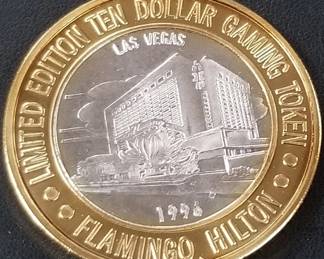 LIMITED EDITION TEN DOLLAR GAMING TOKEN
LAS VEGAS
1996
FLAMINGO HILTON